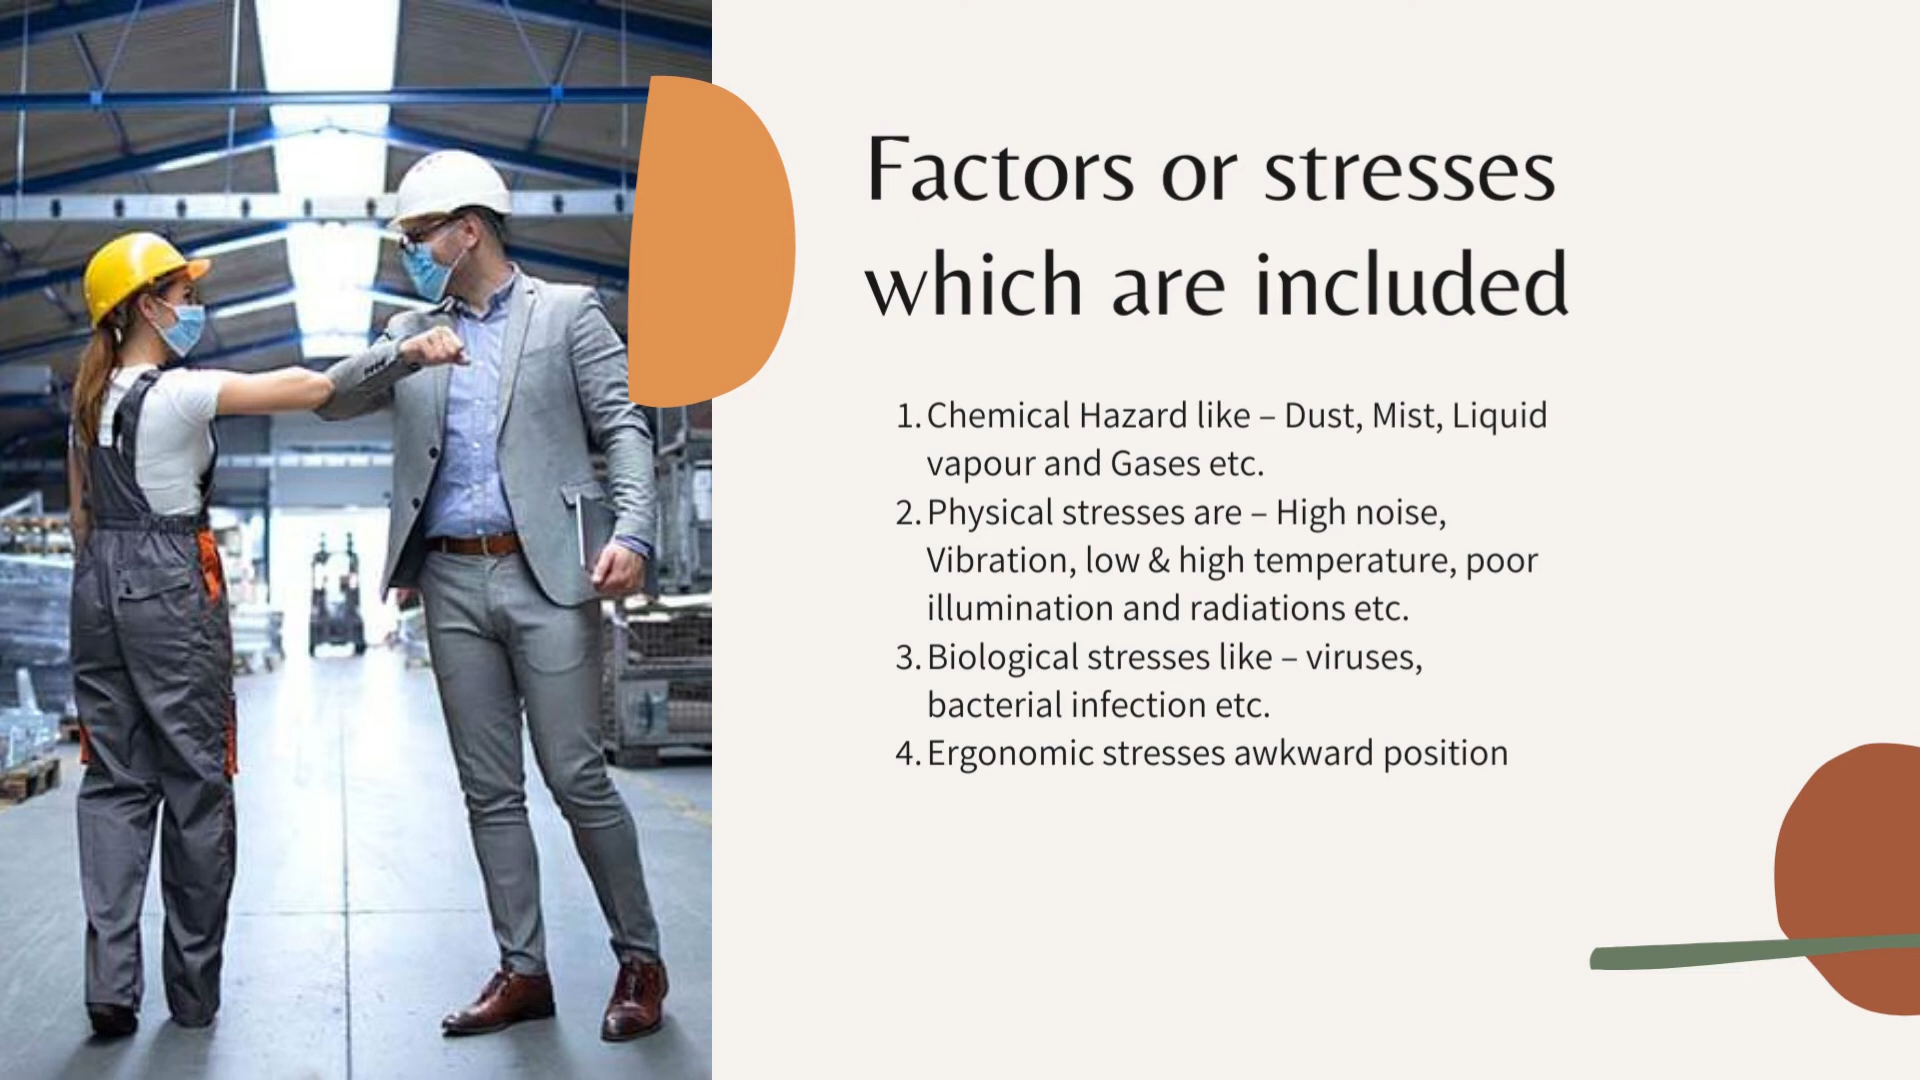 Factors or stresses
which are included
1. Chemical Hazard like – Dust, Mist, Liquid
vapour and Gases etc.
2. Physical stresses are – High noise,
Vibration, low & high temperature, poor
illumination and radiations etc.
3. Biological stresses like – viruses,
bacterial infection etc.
4. Ergonomic stresses awkward position